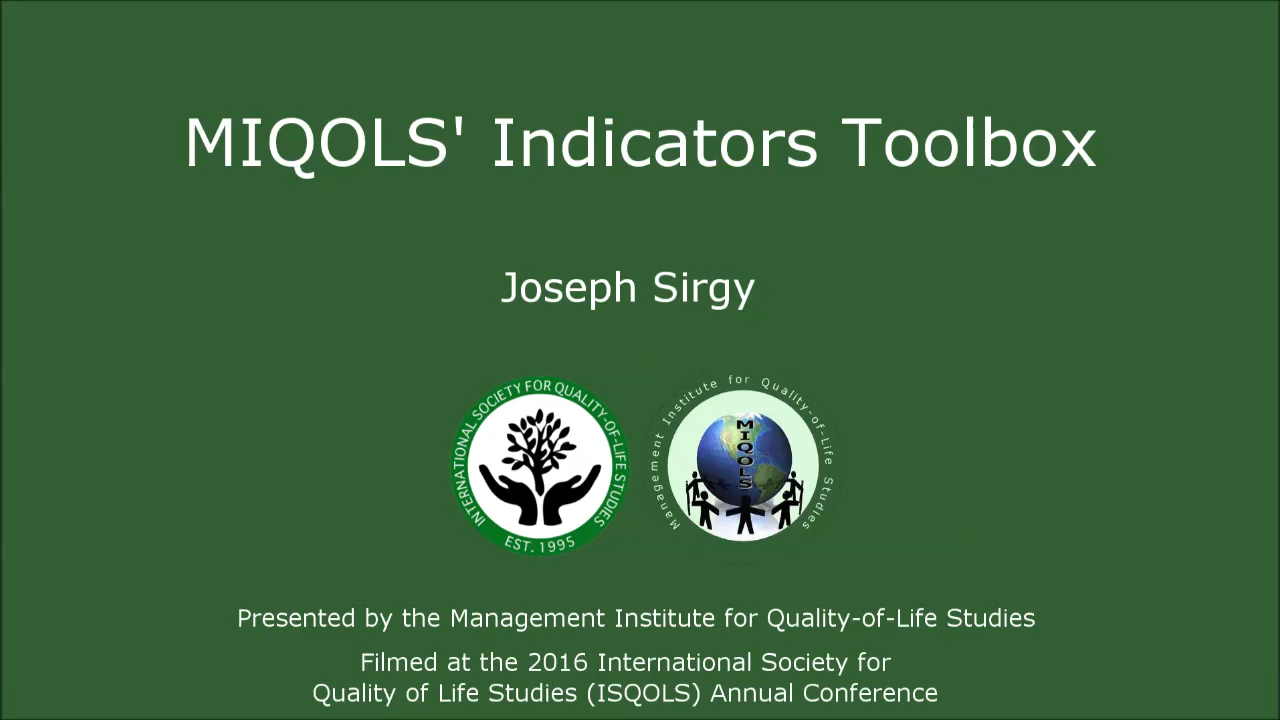 MIQOLS' Indicators Toolbox
Joseph Sirgy
INTERNATIONAL SOCIETY FOR QUALITY-OF-LIFE STUDIES
EST. 1995
Management Institute for Quality-of-Life Studies
MIQOLS
Presented by the Management Institute for Quality-of-Life Studies
Filmed at the 2016 International Society for
Quality of Life Studies (ISQOLS) Annual Conference